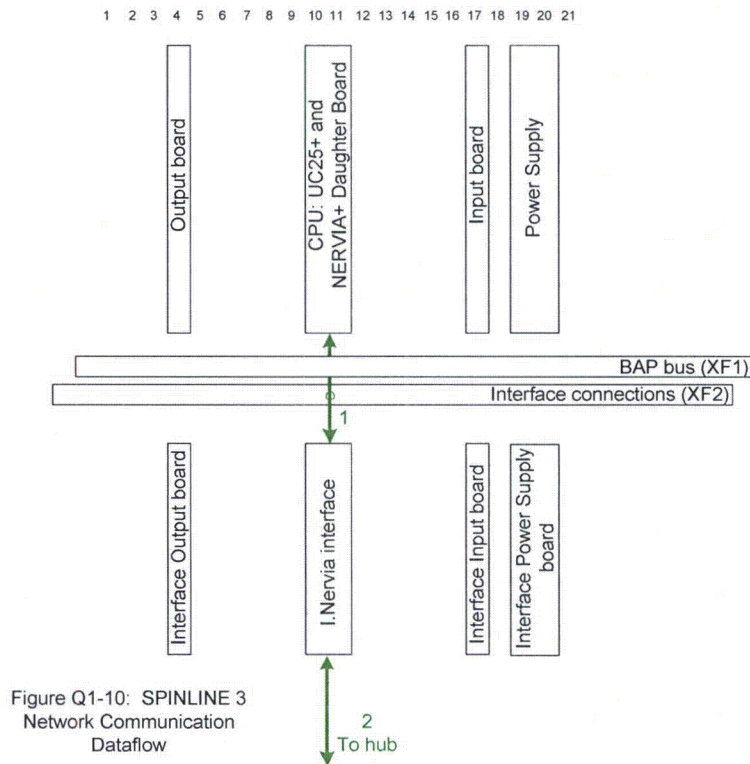 1 2 3 4 5 6 7 8 9 10 11 12 13 14 15 16 17 18 19 20 21
Output board
CPU: UC25+ and
NERVIA+ Daughter Board
Input board
Power Supply
BAP bus (XF1)
Interface connections (XF2)
1
Interface Output board
I.Nervia interface
Interface Input board
Interface Power Supply
board
Figure Q1-10: SPINLINE 3
Network Communication
Dataflow
2
To hub